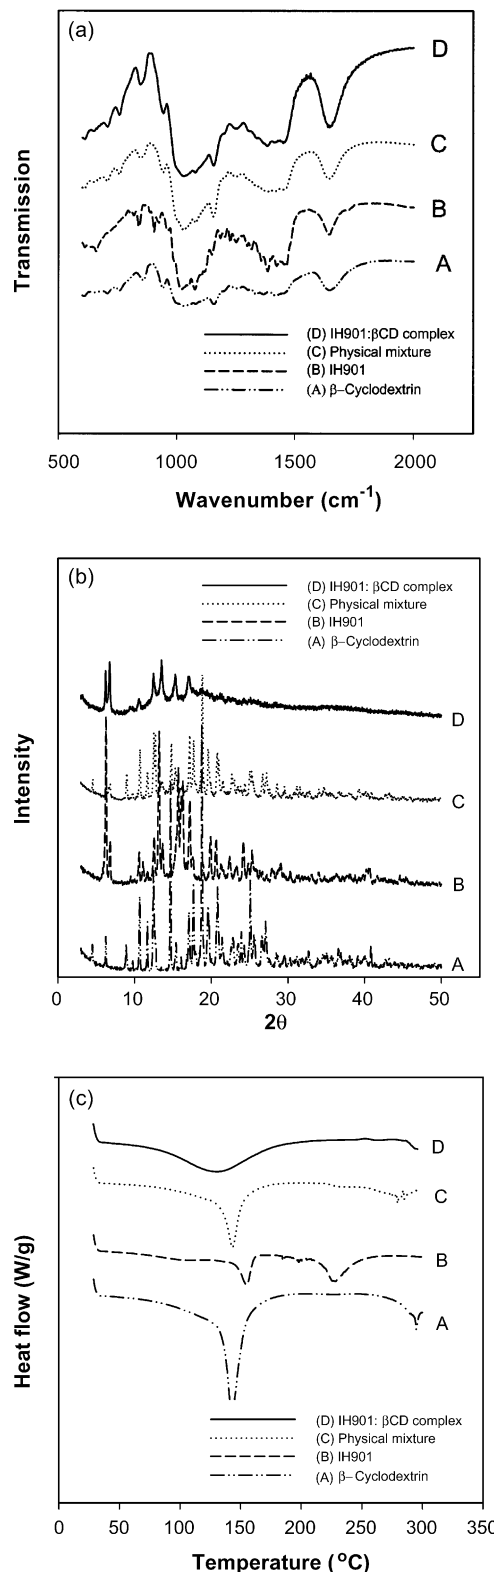 (a)
D
C
B
A
Transmission
(D) IH901:βCD complex
(C) Physical mixture
(B) IH901
(A) β–Cyclodextrin
500 1000 1500 2000
Wavenumber (cm-1)
(b)
(D) IH901: βCD complex
(C) Physical mixture
(B) IH901
(A) β–Cyclodextrin
Intensity
D
C
B
A
0 10 20 30 40 50
2θ
(c)
D
C
B
A
Heat flow (W/g)
(D) IH901: βCD complex
(C) Physical mixture
(B) IH901
(A) β–Cyclodextrin
0 50 100 150 200 250 300 350
Temperature (°C)